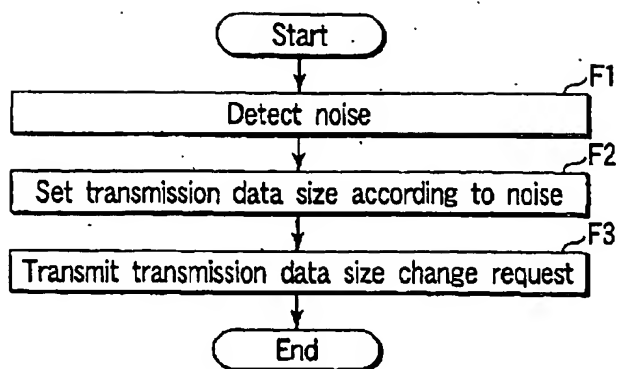 Start
F1
Detect noise
F2
Set transmission data size according to noise
F3
Transmit transmission data size change request
End